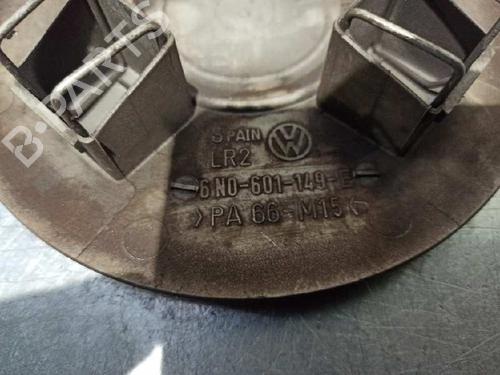 B-PARTS
SPAIN
LR2
6N0-601-149-E
>PA 66-M15<